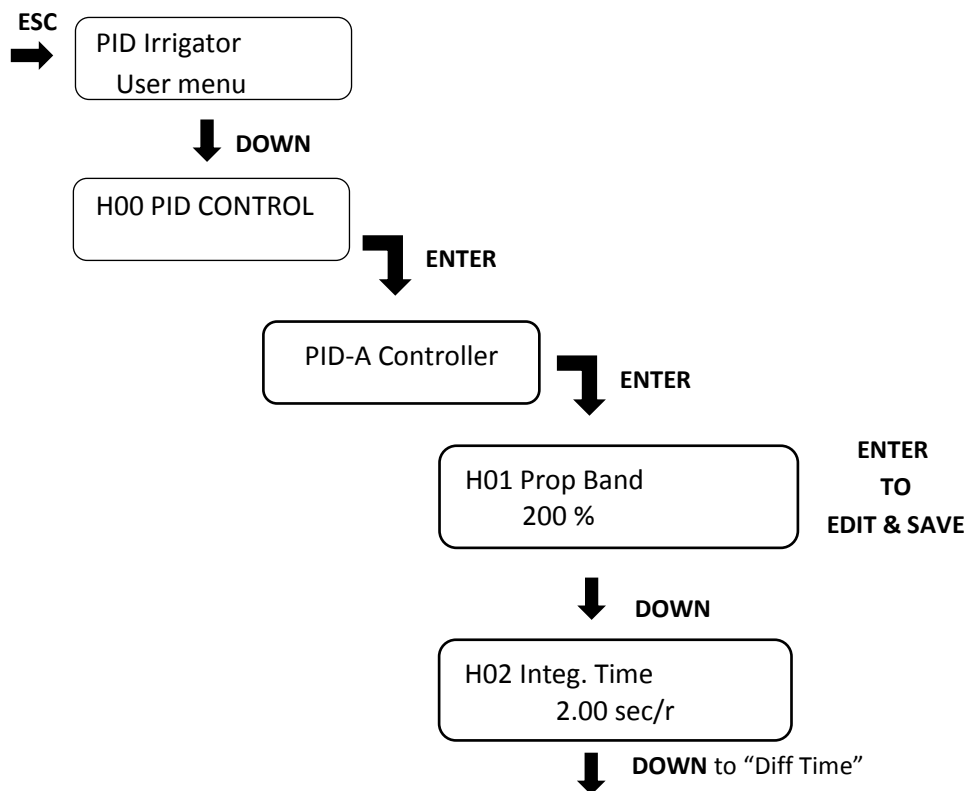 ESC
PID Irrigator
User menu
DOWN
H00 PID CONTROL
ENTER
PID-A Controller
ENTER
H01 Prop Band
200 %
ENTER
TO
EDIT & SAVE
DOWN
H02 Integ. Time
2.00 sec/r
DOWN to “Diff Time”